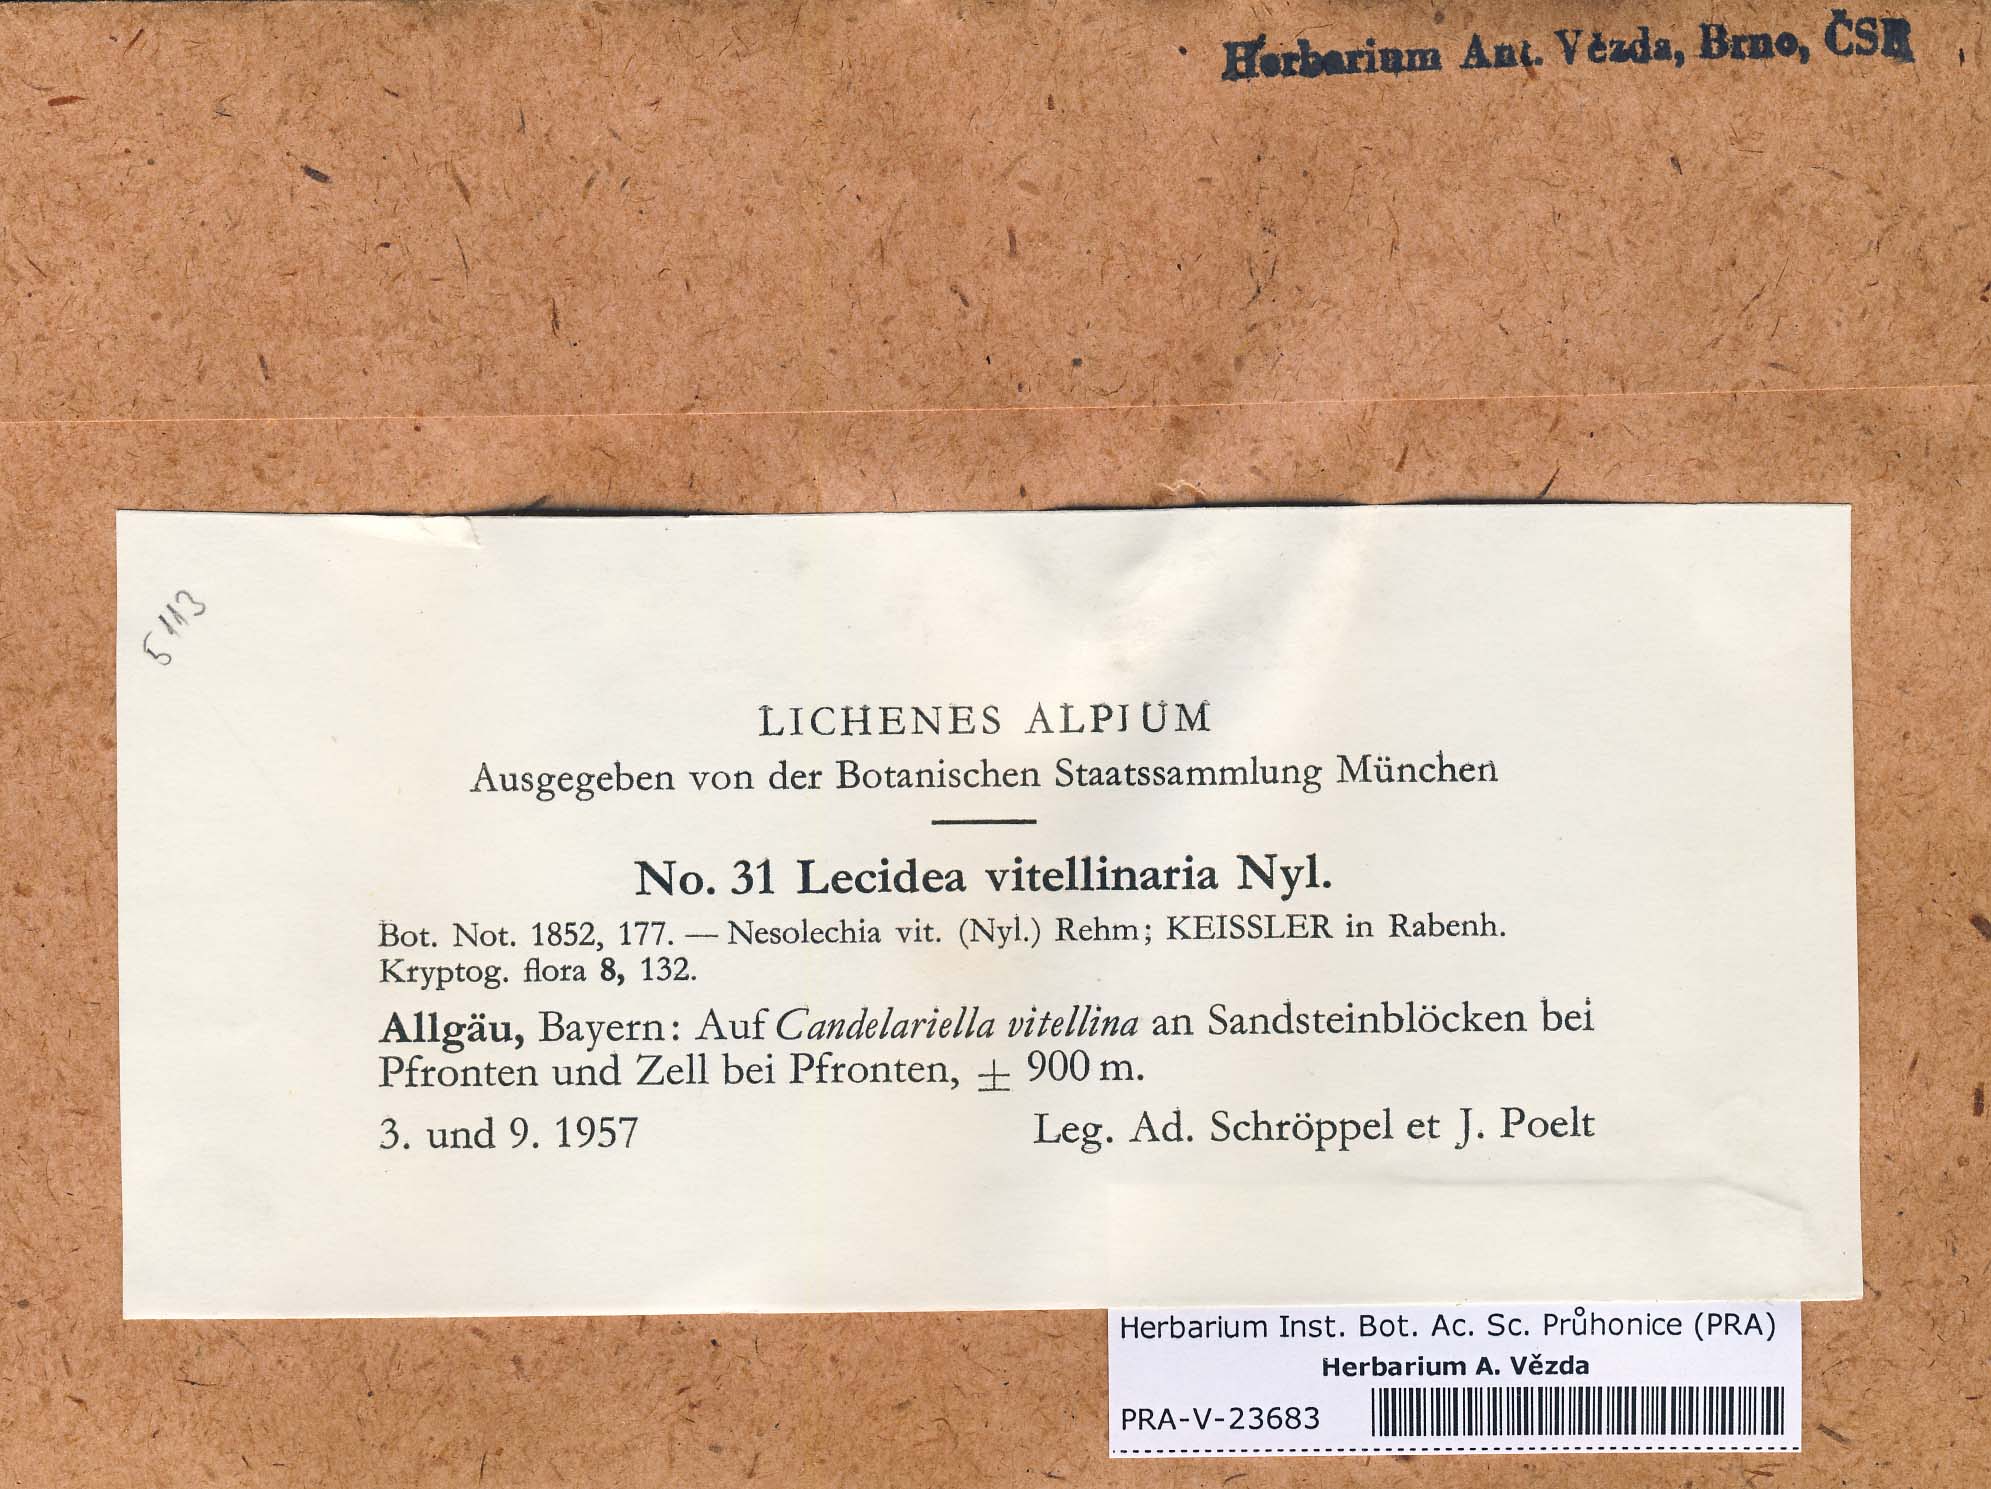 Herbarium Ant. Vězda, Brno, ČSR
5113
LICHENES ALPIUM
Ausgegeben von der Botanischen Staatssammlung München
No. 31 Lecidea vitellinaria Nyl.
Bot. Not. 1852, 177. — Nesolechia vit. (Nyl.) Rehm; KEISSLER in Rabenh.
Kryptog. flora 8, 132.
Allgäu, Bayern: Auf Candelariella vitellina an Sandsteinblöcken bei
Pfronten und Zell bei Pfronten, ± 900 m.
3. und 9. 1957 Leg. Ad. Schröppel et J. Poelt
Herbarium Inst. Bot. Ac. Sc. Průhonice (PRA)
Herbarium A. Vězda
PRA-V-23683